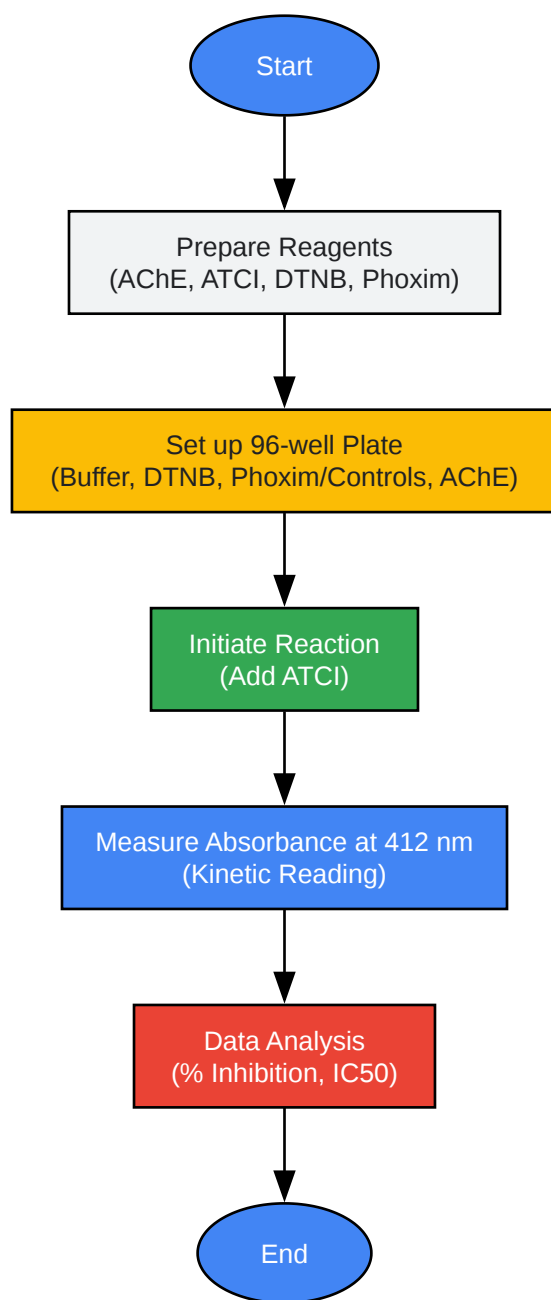 Start
Prepare Reagents
(AChE, ATCI, DTNB, Phoxim)
Set up 96-well Plate
(Buffer, DTNB, Phoxim/Controls, AChE)
Initiate Reaction
(Add ATCI)
Measure Absorbance at 412 nm
(Kinetic Reading)
Data Analysis
(% Inhibition, IC50)
End